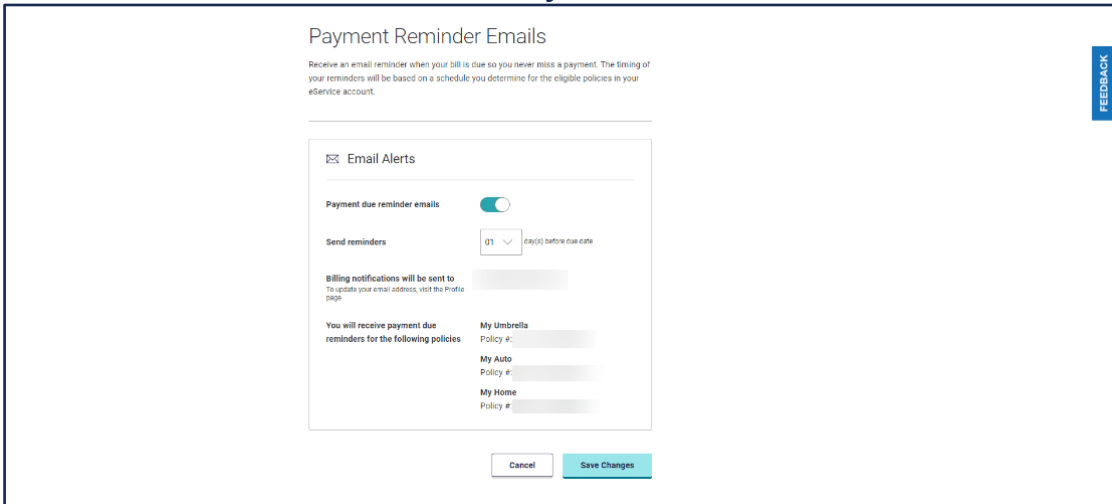 Payment Reminder Emails
Receive an email reminder when your bill is due so you never miss a payment. The timing of
your reminders will be based on a schedule you determine for the eligible policies in your
eService account.
FEEDBACK
Email Alerts
Payment due reminder emails
Send reminders
01
day(s) before due date
Billing notifications will be sent to
To update your email address, visit the Profile
page
You will receive payment due
reminders for the following policies
My Umbrella
Policy #:
My Auto
Policy #:
My Home
Policy #:
Cancel
Save Changes